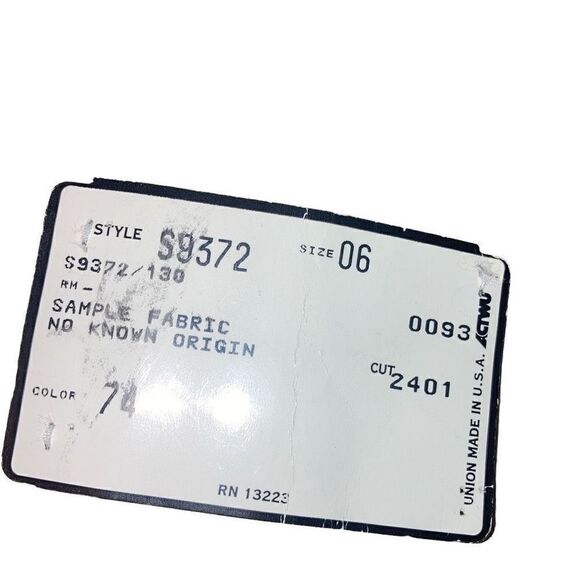 STYLE S9372 SIZE 06
S9372/130
RM-
SAMPLE FABRIC
NO KNOWN ORIGIN
0093
CUT 2401
COLOR 74
RN 13223
UNION MADE IN U.S.A. ACTWU